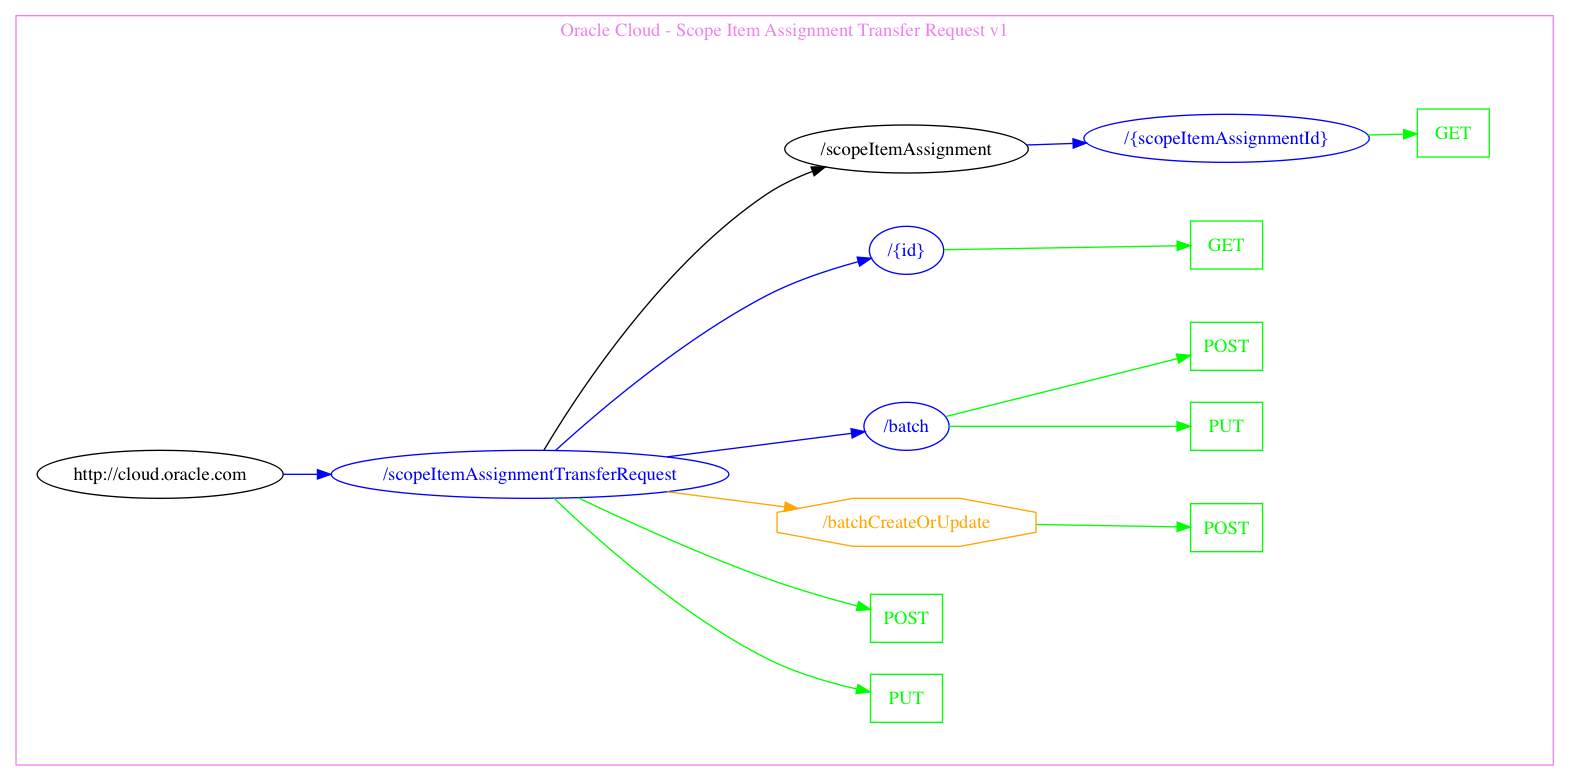 Oracle Cloud - Scope Item Assignment Transfer Request v1
/scopeItemAssignment
/{scopeItemAssignmentId}
GET
/{id}
GET
POST
/batch
PUT
http://cloud.oracle.com
/scopeItemAssignmentTransferRequest
/batchCreateOrUpdate
POST
POST
PUT